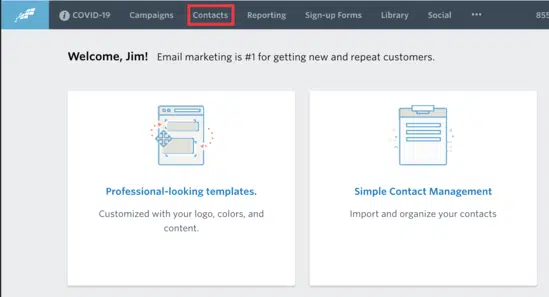 COVID-19 Campaigns Contacts Reporting Sign-up Forms Library Social ••• 855
Welcome, Jim! Email marketing is #1 for getting new and repeat customers.
Professional-looking templates.
Customized with your logo, colors, and
content.
Simple Contact Management
Import and organize your contacts